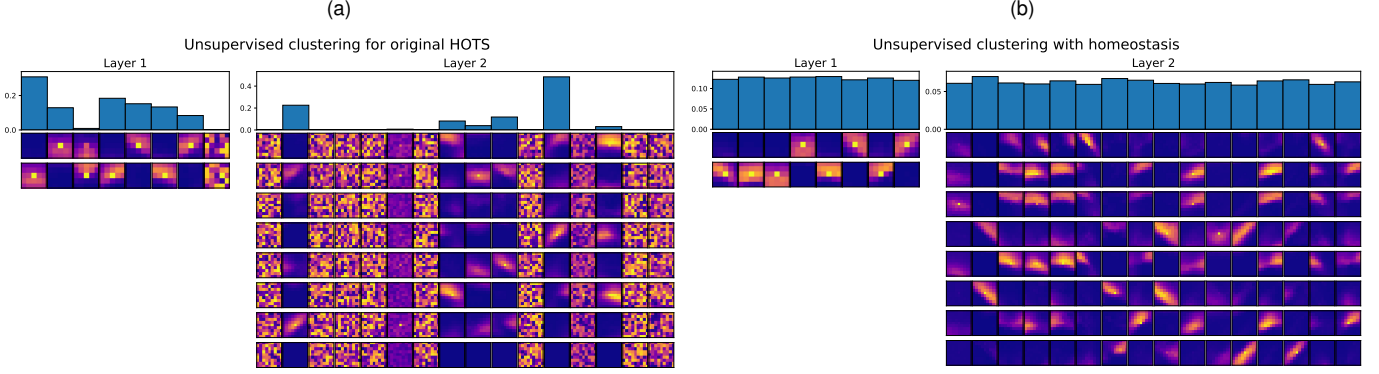 (a)
Unsupervised clustering for original HOTS
Layer 1
Layer 2
0.2
0.0
0.4
0.2
0.0
(b)
Unsupervised clustering with homeostasis
Layer 1
Layer 2
0.10
0.05
0.00
0.05
0.00